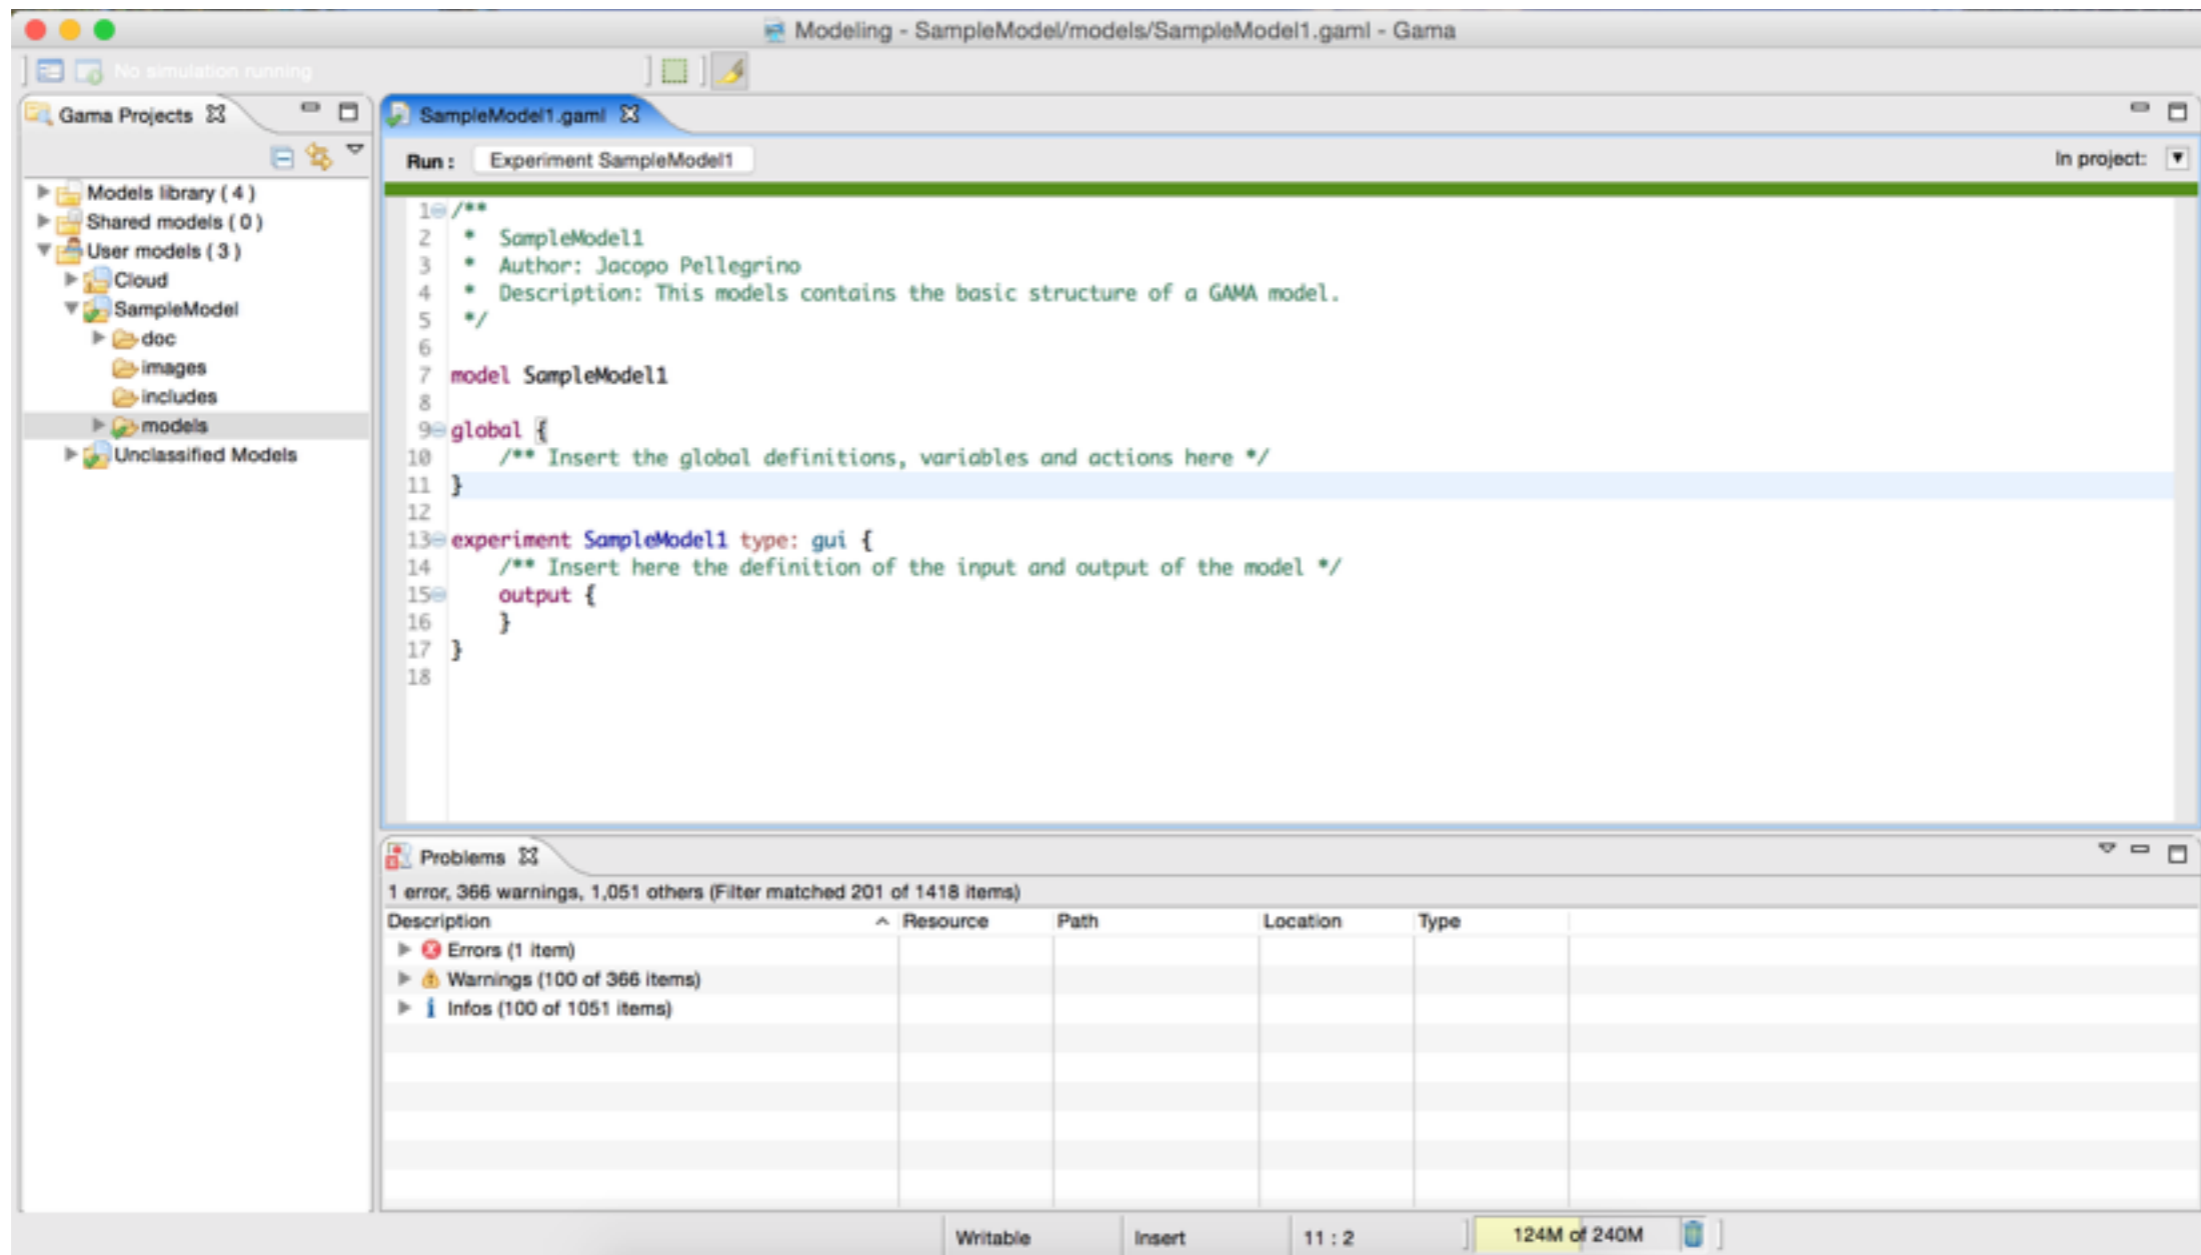 Modeling - SampleModel/models/SampleModel1.gaml - Gama
No simulation running
Gama Projects
Models library ( 4 )
Shared models ( 0 )
User models ( 3 )
Cloud
SampleModel
doc
images
includes
models
Unclassified Models
SampleModel1.gaml
Run : Experiment SampleModel1 In project:
1 /**
2 * SampleModel1
3 * Author: Jacopo Pellegrino
4 * Description: This models contains the basic structure of a GAMA model.
5 */
6
7 model SampleModel1
8
9 global {
10 /** Insert the global definitions, variables and actions here */
11 }
12
13 experiment SampleModel1 type: gui {
14 /** Insert here the definition of the input and output of the model */
15 output {
16 }
17 }
18
Problems
1 error, 366 warnings, 1,051 others (Filter matched 201 of 1418 items)
Description Resource Path Location Type
Errors (1 item)
Warnings (100 of 366 items)
Infos (100 of 1051 items)
Writable Insert 11 : 2 124M of 240M